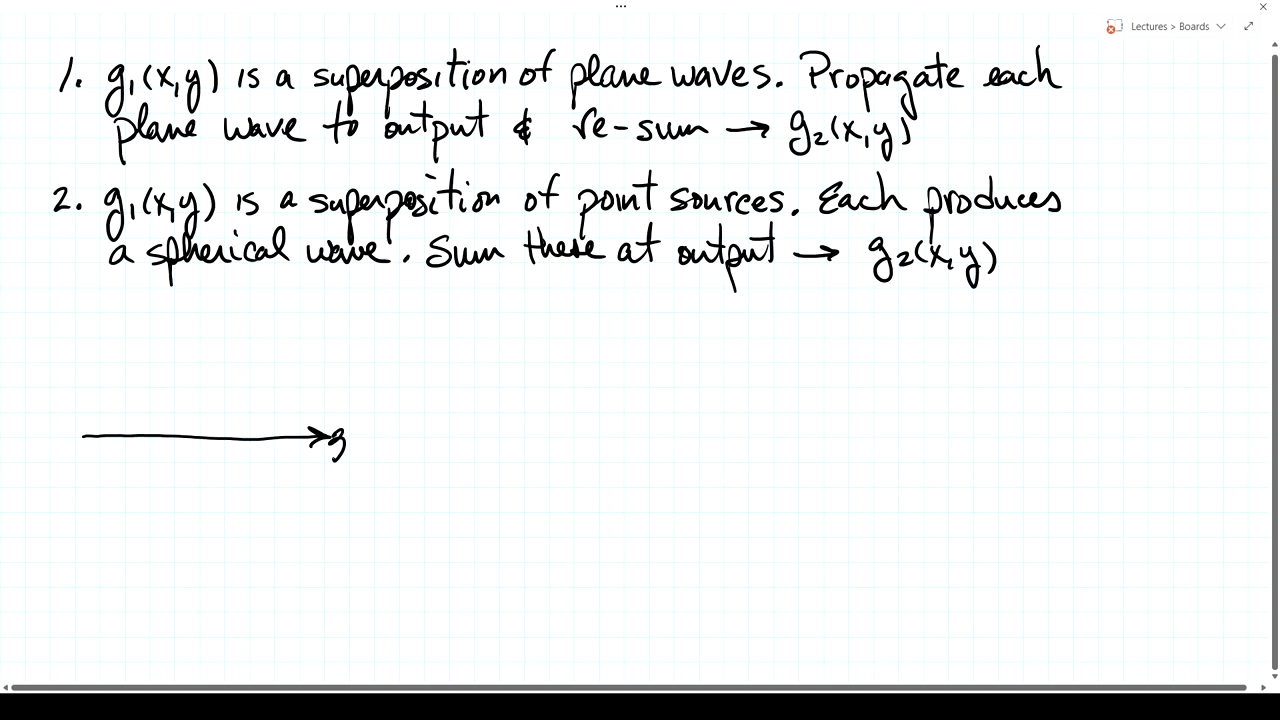 Lectures > Boards
1. g₁(x,y) is a superposition of plane waves. Propagate each
plane wave to output & re-sum → g₂(x,y)
2. g₁(x,y) is a superposition of point sources. Each produces
a spherical wave. Sum these at output → g₂(x,y)